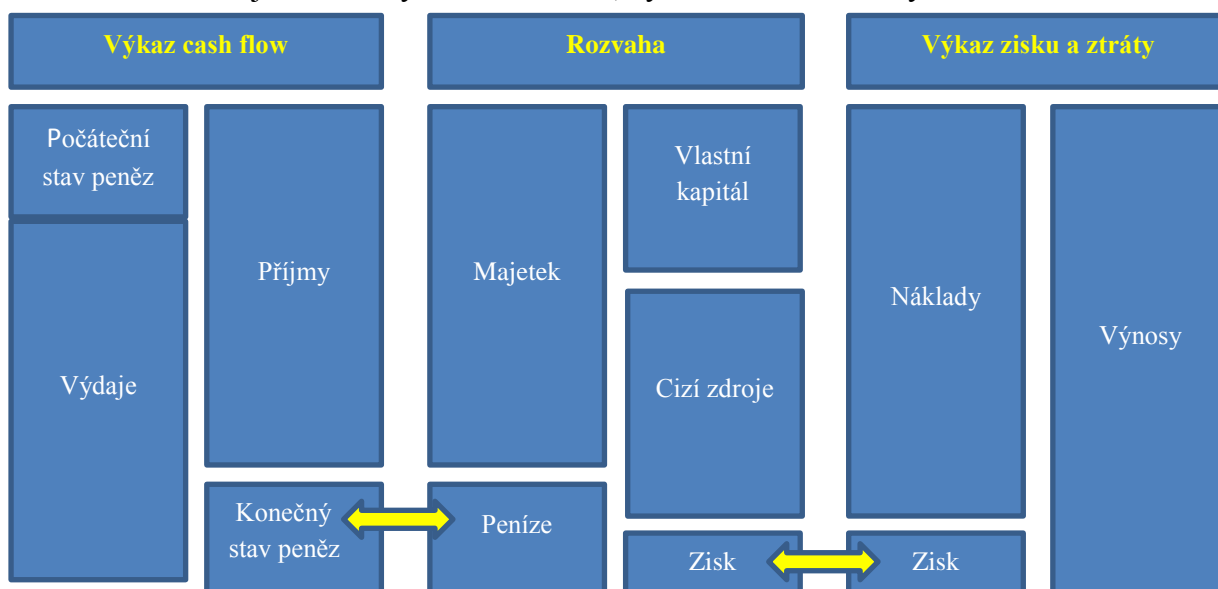 Výkaz cash flow
Rozvaha
Výkaz zisku a ztráty
Počáteční
stav peněz
Výdaje
Příjmy
Konečný
stav peněz
Majetek
Peníze
Vlastní
kapitál
Cizí zdroje
Zisk
Náklady
Zisk
Výnosy